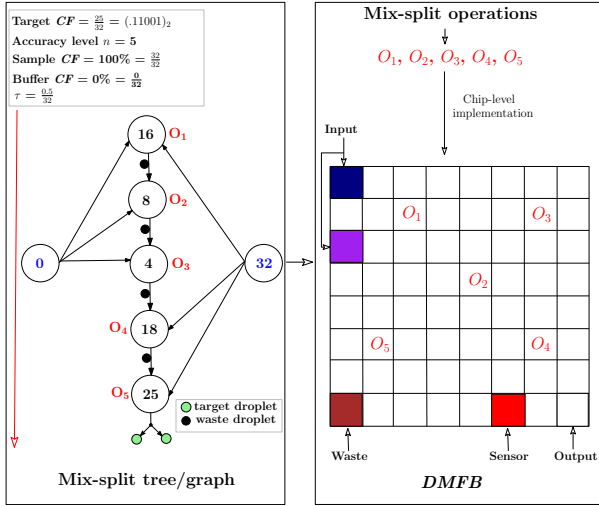 Target CF = 25/32 = (.11001)₂
Accuracy level n = 5
Sample CF = 100% = 32/32
Buffer CF = 0% = 0/32
τ = 0.5/32
16 O₁
8 O₂
0 4 O₃ 32
O₄ 18
O₅ 25
target droplet
waste droplet
Mix-split tree/graph
Mix-split operations
O₁, O₂, O₃, O₄, O₅
Chip-level
implementation
Input
O₁ O₃
O₂
O₅ O₄
Waste Sensor Output
DMFB